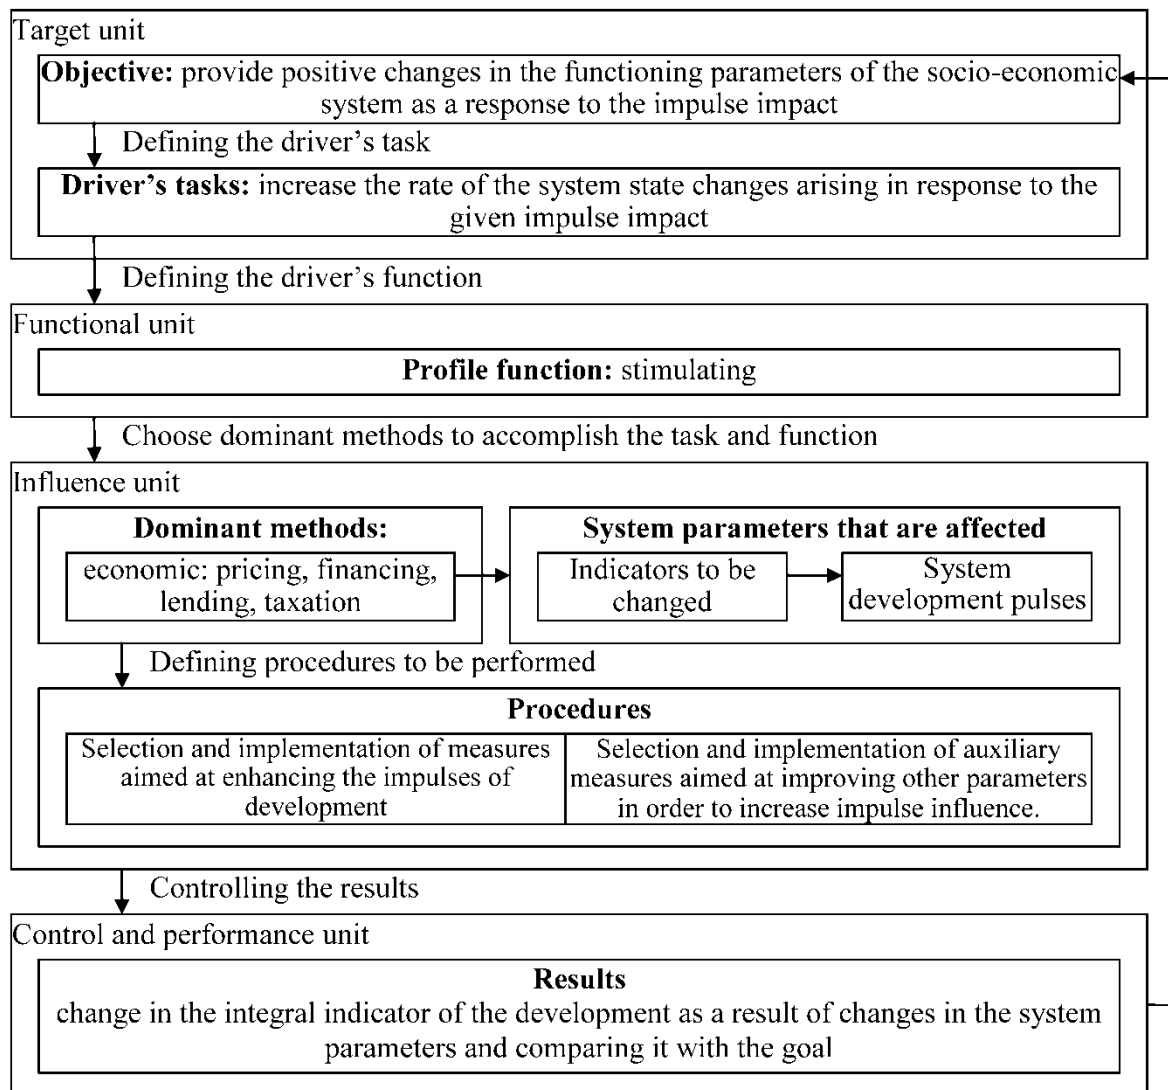 Target unit
Objective: provide positive changes in the functioning parameters of the socio-economic
system as a response to the impulse impact
Defining the driver’s task
Driver’s tasks: increase the rate of the system state changes arising in response to the
given impulse impact
Defining the driver’s function
Functional unit
Profile function: stimulating
Choose dominant methods to accomplish the task and function
Influence unit
Dominant methods:
economic: pricing, financing,
lending, taxation
System parameters that are affected
Indicators to be
changed
System
development pulses
Defining procedures to be performed
Procedures
Selection and implementation of measures
aimed at enhancing the impulses of
development
Selection and implementation of auxiliary
measures aimed at improving other parameters
in order to increase impulse influence.
Controlling the results
Control and performance unit
Results
change in the integral indicator of the development as a result of changes in the system
parameters and comparing it with the goal